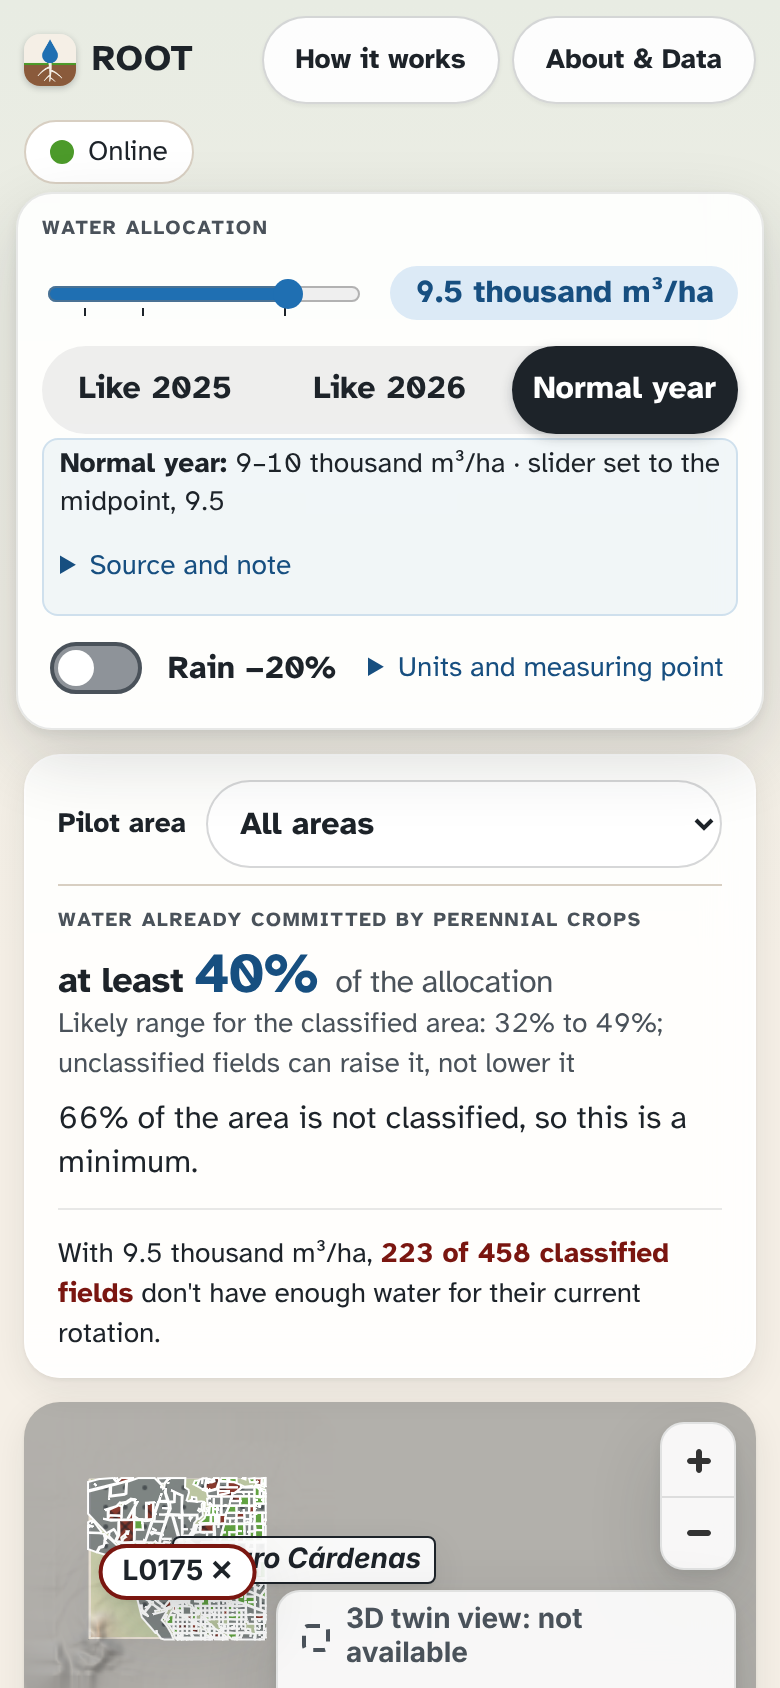 ROOT
How it works
About & Data
Online
WATER ALLOCATION
9.5 thousand m³/ha
Like 2025
Like 2026
Normal year
Normal year: 9–10 thousand m³/ha · slider set to the
midpoint, 9.5
Source and note
Rain −20%
Units and measuring point
Pilot area
All areas
WATER ALREADY COMMITTED BY PERENNIAL CROPS
at least 40% of the allocation
Likely range for the classified area: 32% to 49%;
unclassified fields can raise it, not lower it
66% of the area is not classified, so this is a
minimum.
With 9.5 thousand m³/ha, 223 of 458 classified
fields don't have enough water for their current
rotation.
+
−
L0175 ✕
Cárdenas
3D twin view: not
available